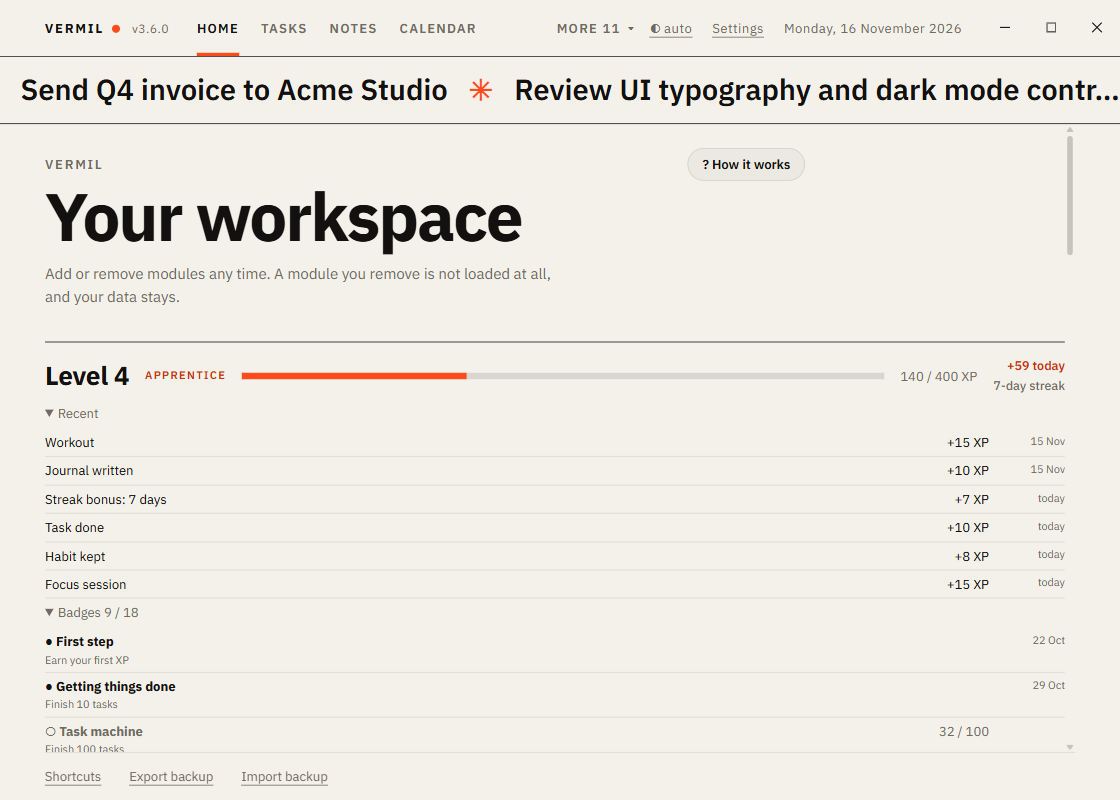 VERMIL v3.6.0 HOME TASKS NOTES CALENDAR MORE 11 auto Settings Monday, 16 November 2026
Send Q4 invoice to Acme Studio ✳ Review UI typography and dark mode contr...
VERMIL
? How it works
Your workspace
Add or remove modules any time. A module you remove is not loaded at all,
and your data stays.
Level 4 APPRENTICE 140 / 400 XP +59 today
7-day streak
▼ Recent
Workout +15 XP 15 Nov
Journal written +10 XP 15 Nov
Streak bonus: 7 days +7 XP today
Task done +10 XP today
Habit kept +8 XP today
Focus session +15 XP today
▼ Badges 9 / 18
● First step 22 Oct
Earn your first XP
● Getting things done 29 Oct
Finish 10 tasks
○ Task machine 32 / 100
Finish 100 tasks
Shortcuts Export backup Import backup